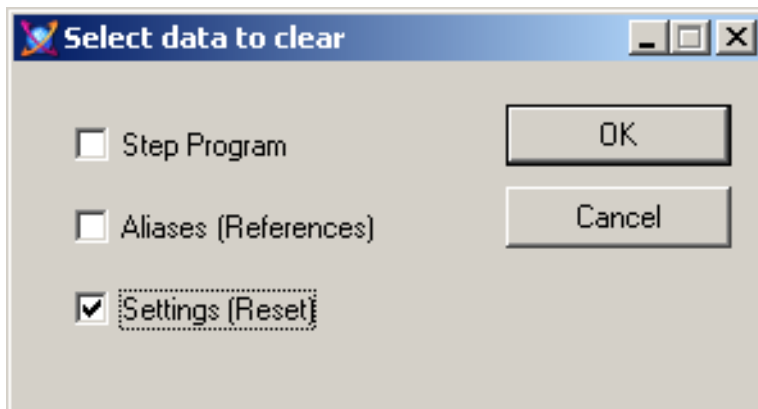 Select data to clear
Step Program
OK
Aliases (References)
Cancel
Settings (Reset)